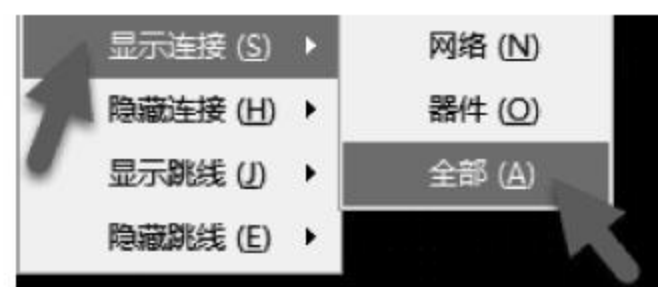 显示连接 (S)
隐藏连接 (H)
显示跳线 (J)
隐藏跳线 (E)
网络 (N)
器件 (O)
全部 (A)